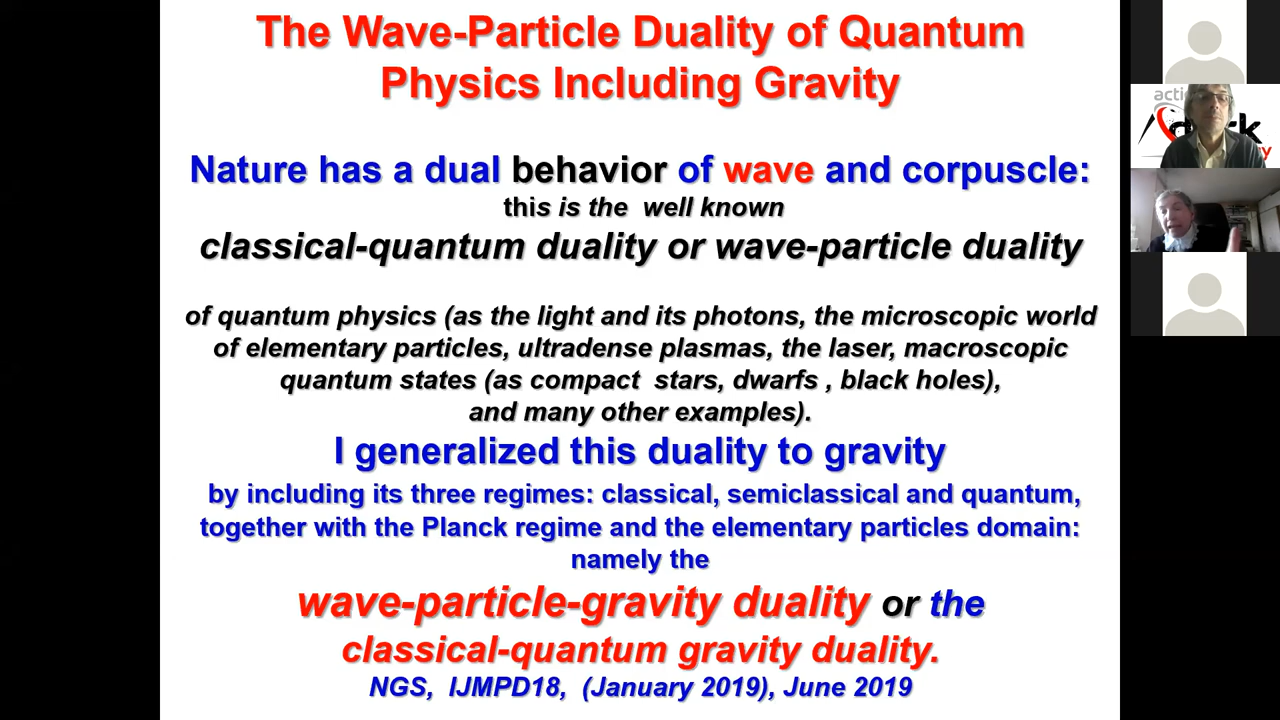 The Wave-Particle Duality of Quantum
Physics Including Gravity
Nature has a dual behavior of wave and corpuscle:
this is the well known
classical-quantum duality or wave-particle duality
of quantum physics (as the light and its photons, the microscopic world
of elementary particles, ultradense plasmas, the laser, macroscopic
quantum states (as compact stars, dwarfs , black holes),
and many other examples).
I generalized this duality to gravity
by including its three regimes: classical, semiclassical and quantum,
together with the Planck regime and the elementary particles domain:
namely the
wave-particle-gravity duality or the
classical-quantum gravity duality.
NGS, IJMPD18, (January 2019), June 2019